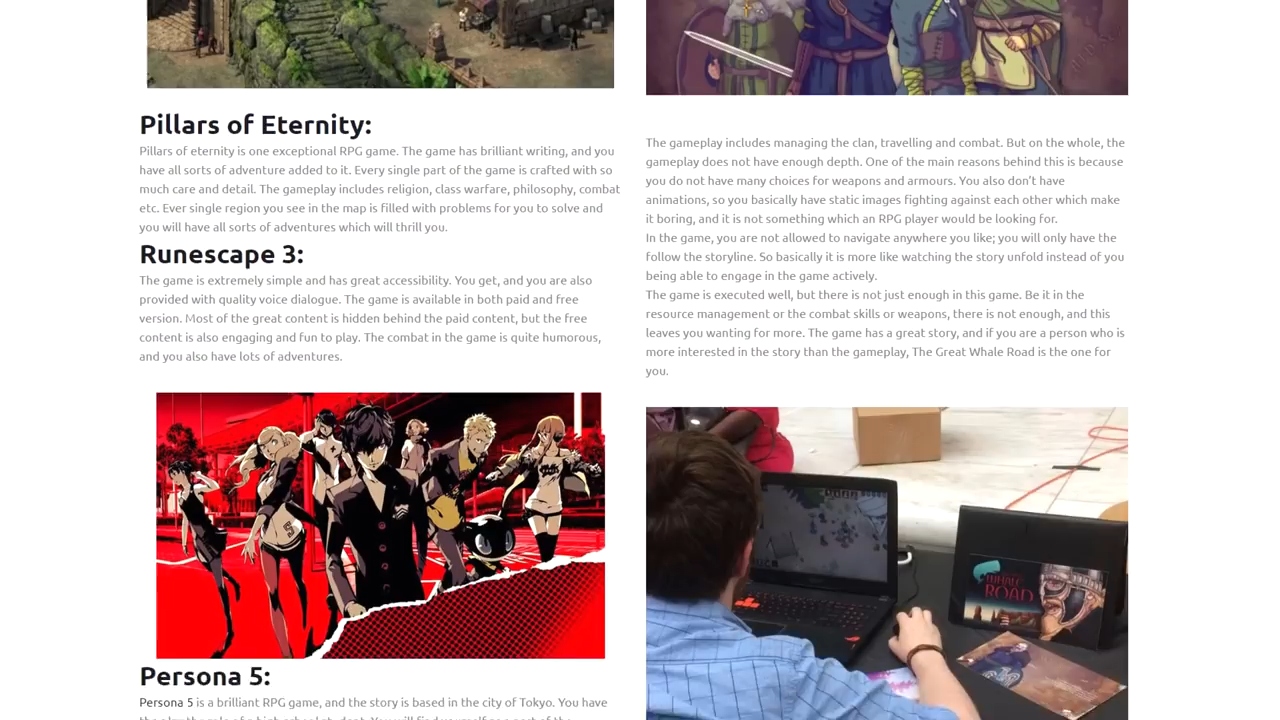 Pillars of Eternity:
Pillars of eternity is one exceptional RPG game. The game has brilliant writing, and you
have all sorts of adventure added to it. Every single part of the game is crafted with so
much care and detail. The gameplay includes religion, class warfare, philosophy, combat
etc. Ever single region you see in the map is filled with problems for you to solve and
you will have all sorts of adventures which will thrill you.
Runescape 3:
The game is extremely simple and has great accessibility. You get, and you are also
provided with quality voice dialogue. The game is available in both paid and free
version. Most of the great content is hidden behind the paid content, but the free
content is also engaging and fun to play. The combat in the game is quite humorous,
and you also have lots of adventures.
5
Persona 5:
Persona 5 is a brilliant RPG game, and the story is based in the city of Tokyo. You have
The gameplay includes managing the clan, travelling and combat. But on the whole, the
gameplay does not have enough depth. One of the main reasons behind this is because
you do not have many choices for weapons and armours. You also don’t have
animations, so you basically have static images fighting against each other which make
it boring, and it is not something which an RPG player would be looking for.
In the game, you are not allowed to navigate anywhere you like; you will only have the
follow the storyline. So basically it is more like watching the story unfold instead of you
being able to engage in the game actively.
The game is executed well, but there is not just enough in this game. Be it in the
resource management or the combat skills or weapons, there is not enough, and this
leaves you wanting for more. The game has a great story, and if you are a person who is
more interested in the story than the gameplay, The Great Whale Road is the one for
you.
WHALE
ROAD